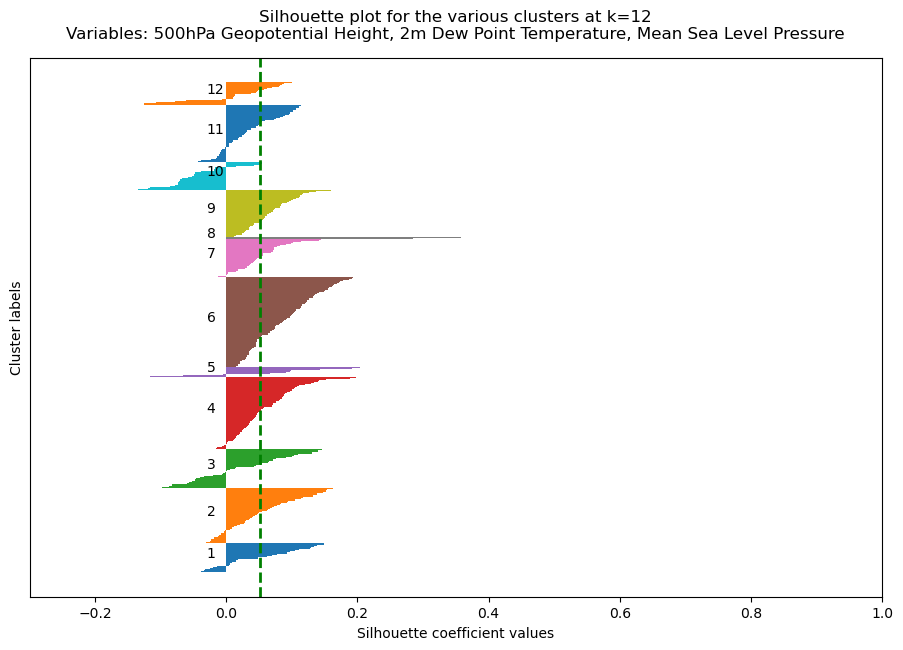 Silhouette plot for the various clusters at k=12
Variables: 500hPa Geopotential Height, 2m Dew Point Temperature, Mean Sea Level Pressure
12
11
10
9
8
7
6
5
4
3
2
1
Cluster labels
−0.2 0.0 0.2 0.4 0.6 0.8 1.0
Silhouette coefficient values